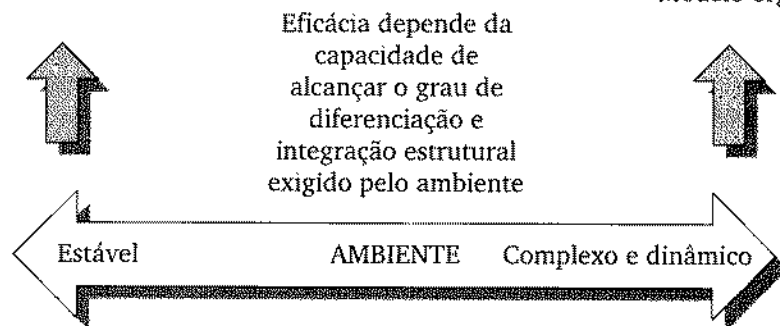 Eficácia depende da
capacidade de
alcançar o grau de
diferenciação e
integração estrutural
exigido pelo ambiente
Estável AMBIENTE Complexo e dinâmico